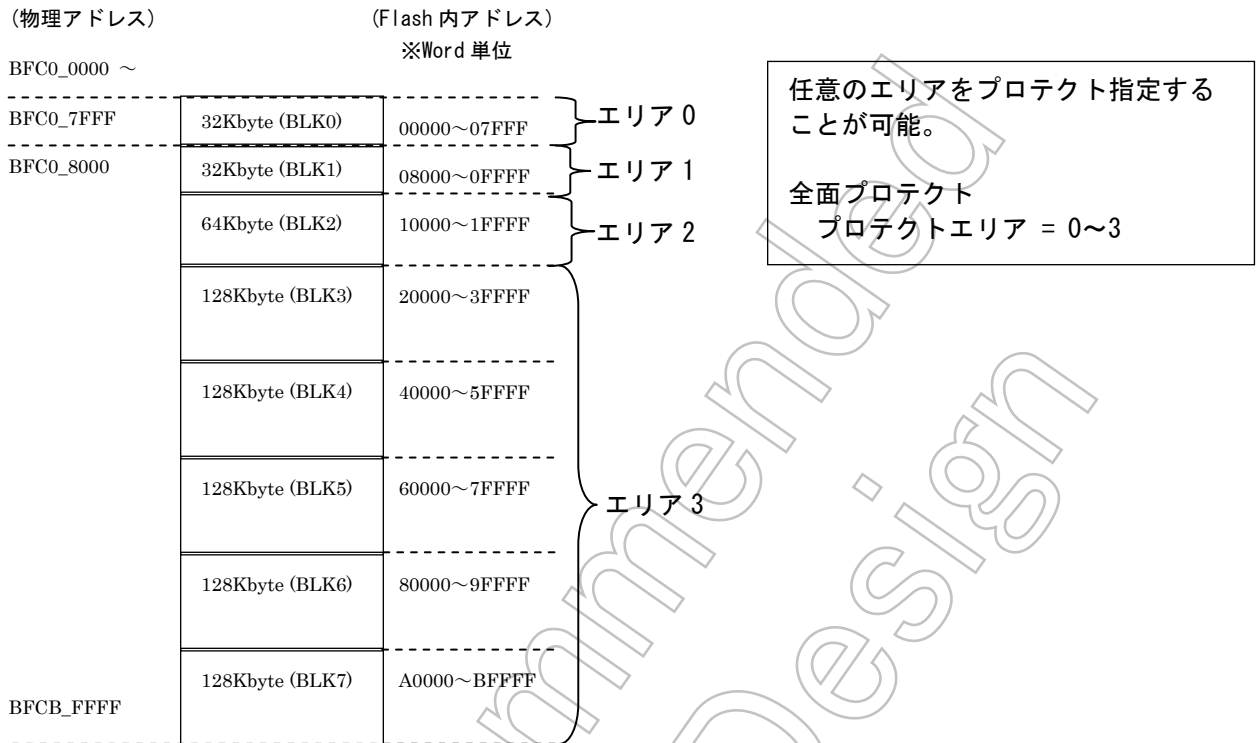 (物理アドレス) (Flash 内アドレス)
※Word 単位
BFC0_0000 ～
BFC0_7FFF 32Kbyte (BLK0) 00000～07FFF エリア 0
BFC0_8000 32Kbyte (BLK1) 08000～0FFFF エリア 1
64Kbyte (BLK2) 10000～1FFFF エリア 2
128Kbyte (BLK3) 20000～3FFFF
128Kbyte (BLK4) 40000～5FFFF
128Kbyte (BLK5) 60000～7FFFF
エリア 3
128Kbyte (BLK6) 80000～9FFFF
128Kbyte (BLK7) A0000～BFFFF
BFCB_FFFF
任意のエリアをプロテクト指定する
ことが可能。
全面プロテクト
プロテクトエリア = 0～3
mmended
Design